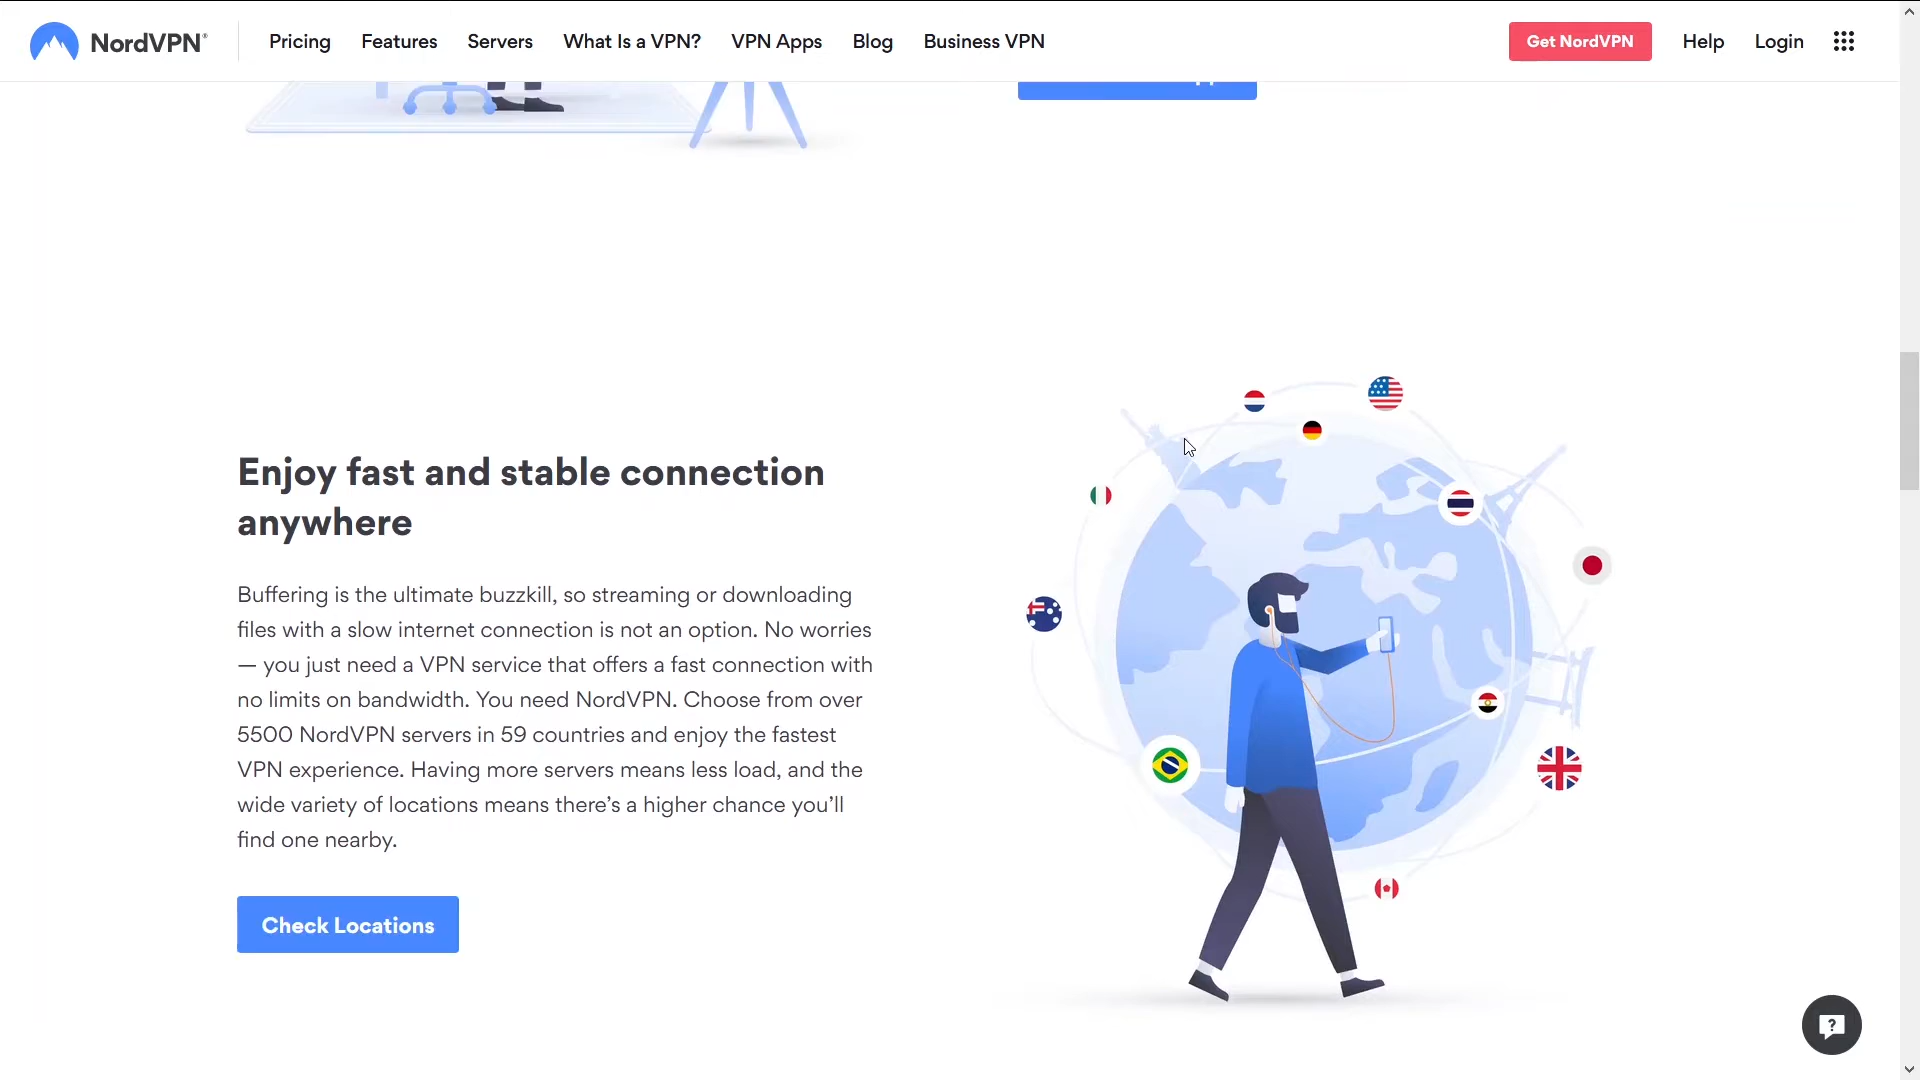 NordVPN®
Pricing
Features
Servers
What Is a VPN?
VPN Apps
Blog
Business VPN
Get NordVPN
Help
Login
Enjoy fast and stable connection
anywhere
Buffering is the ultimate buzzkill, so streaming or downloading
files with a slow internet connection is not an option. No worries
— you just need a VPN service that offers a fast connection with
no limits on bandwidth. You need NordVPN. Choose from over
5500 NordVPN servers in 59 countries and enjoy the fastest
VPN experience. Having more servers means less load, and the
wide variety of locations means there’s a higher chance you’ll
find one nearby.
Check Locations
?